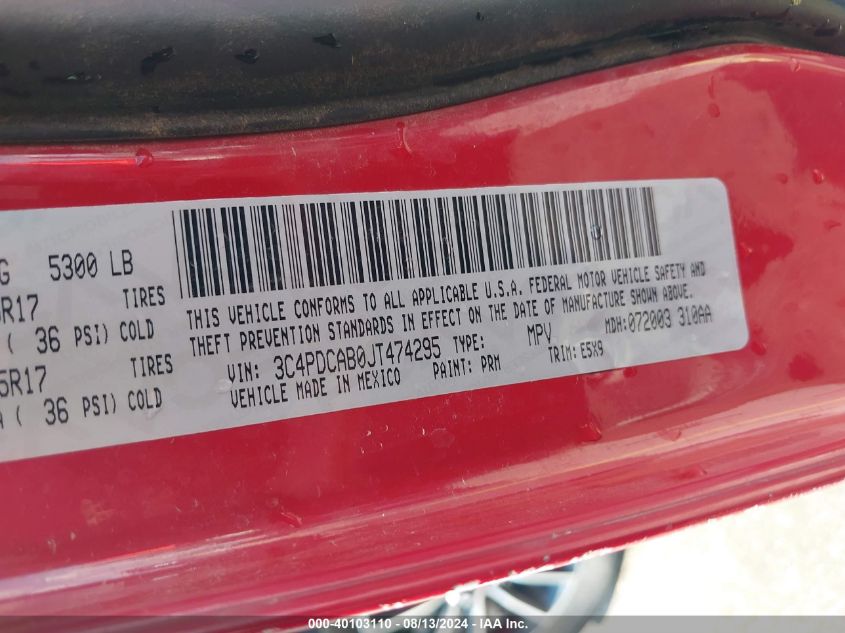 G 5300 LB
5R17 TIRES
( 36 PSI) COLD
5R17 TIRES
A ( 36 PSI) COLD
THIS VEHICLE CONFORMS TO ALL APPLICABLE U.S.A. FEDERAL MOTOR VEHICLE SAFETY AND
THEFT PREVENTION STANDARDS IN EFFECT ON THE DATE OF MANUFACTURE SHOWN ABOVE.
VIN: 3C4PDCAB0JT474295 TYPE: MPV MDH:072003 310AA
VEHICLE MADE IN MEXICO PAINT: PRM TRIM: E5X9
000-40103110 - 08/13/2024 - IAA Inc.